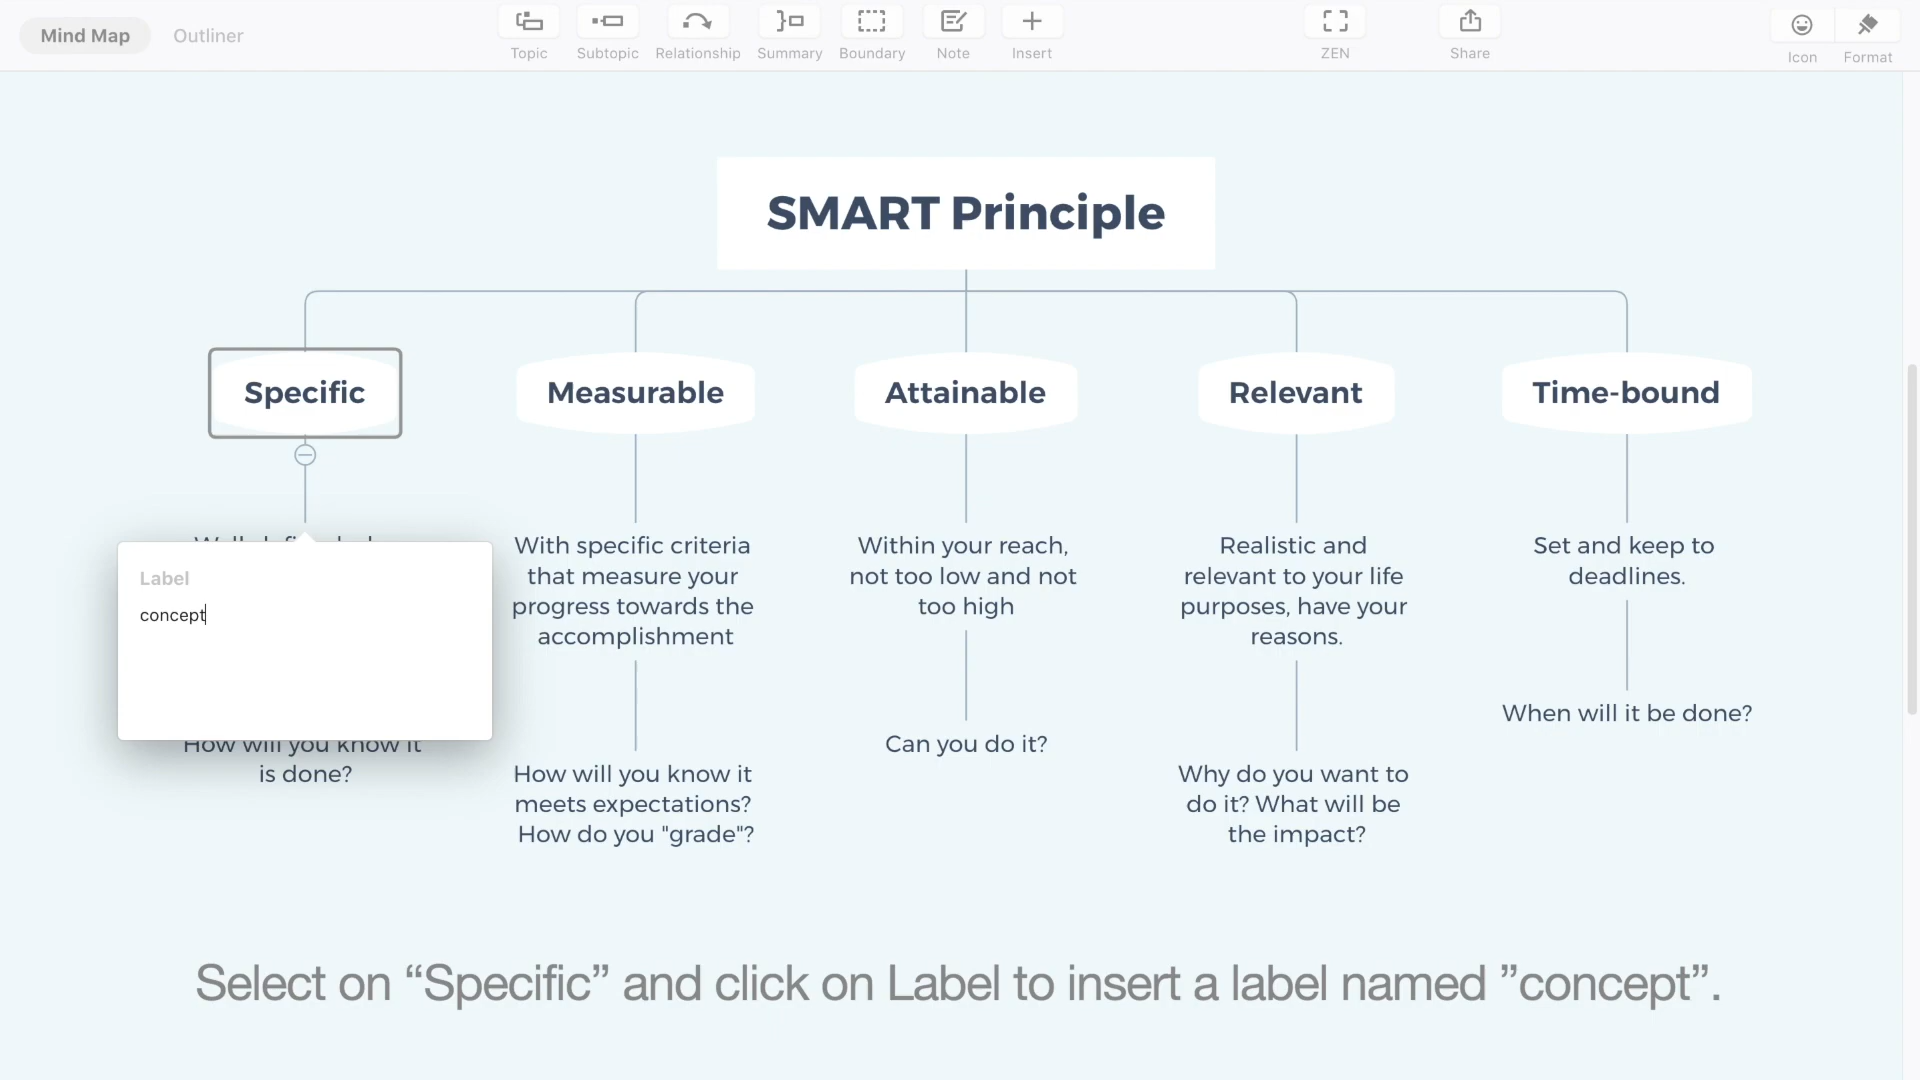 Mind Map
Outliner
Topic
Subtopic
Relationship
Summary
Boundary
Note
Insert
ZEN
Share
Icon
Format
SMART Principle
Specific
Measurable
Attainable
Relevant
Time-bound
Label
concept
How will you know it
is done?
With specific criteria
that measure your
progress towards the
accomplishment
How will you know it
meets expectations?
How do you "grade"?
Within your reach,
not too low and not
too high
Can you do it?
Realistic and
relevant to your life
purposes, have your
reasons.
Why do you want to
do it? What will be
the impact?
Set and keep to
deadlines.
When will it be done?
Select on “Specific” and click on Label to insert a label named ”concept”.